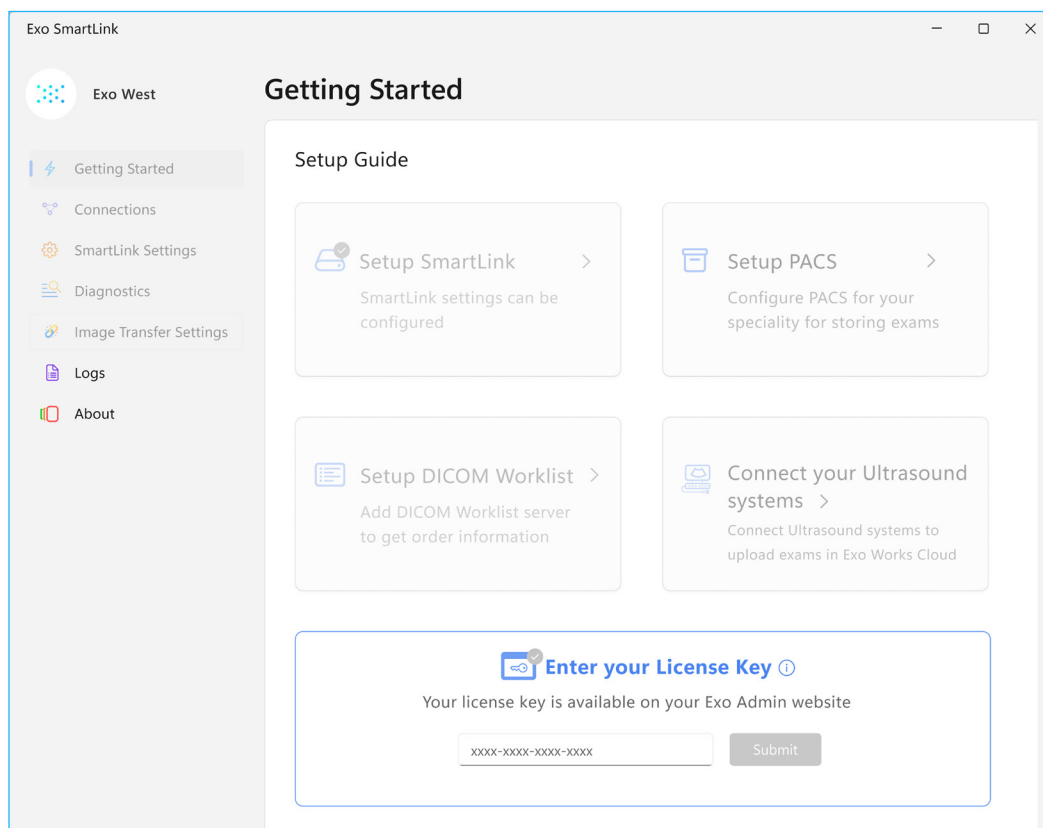 Exo SmartLink
Exo West
Getting Started
Connections
SmartLink Settings
Diagnostics
Image Transfer Settings
Logs
About
Getting Started
Setup Guide
Setup SmartLink
SmartLink settings can be
configured
Setup PACS
Configure PACS for your
speciality for storing exams
Setup DICOM Worklist
Add DICOM Worklist server
to get order information
Connect your Ultrasound
systems
Connect Ultrasound systems to
upload exams in Exo Works Cloud
Enter your License Key
Your license key is available on your Exo Admin website
xxxx-xxxx-xxxx-xxxx
Submit